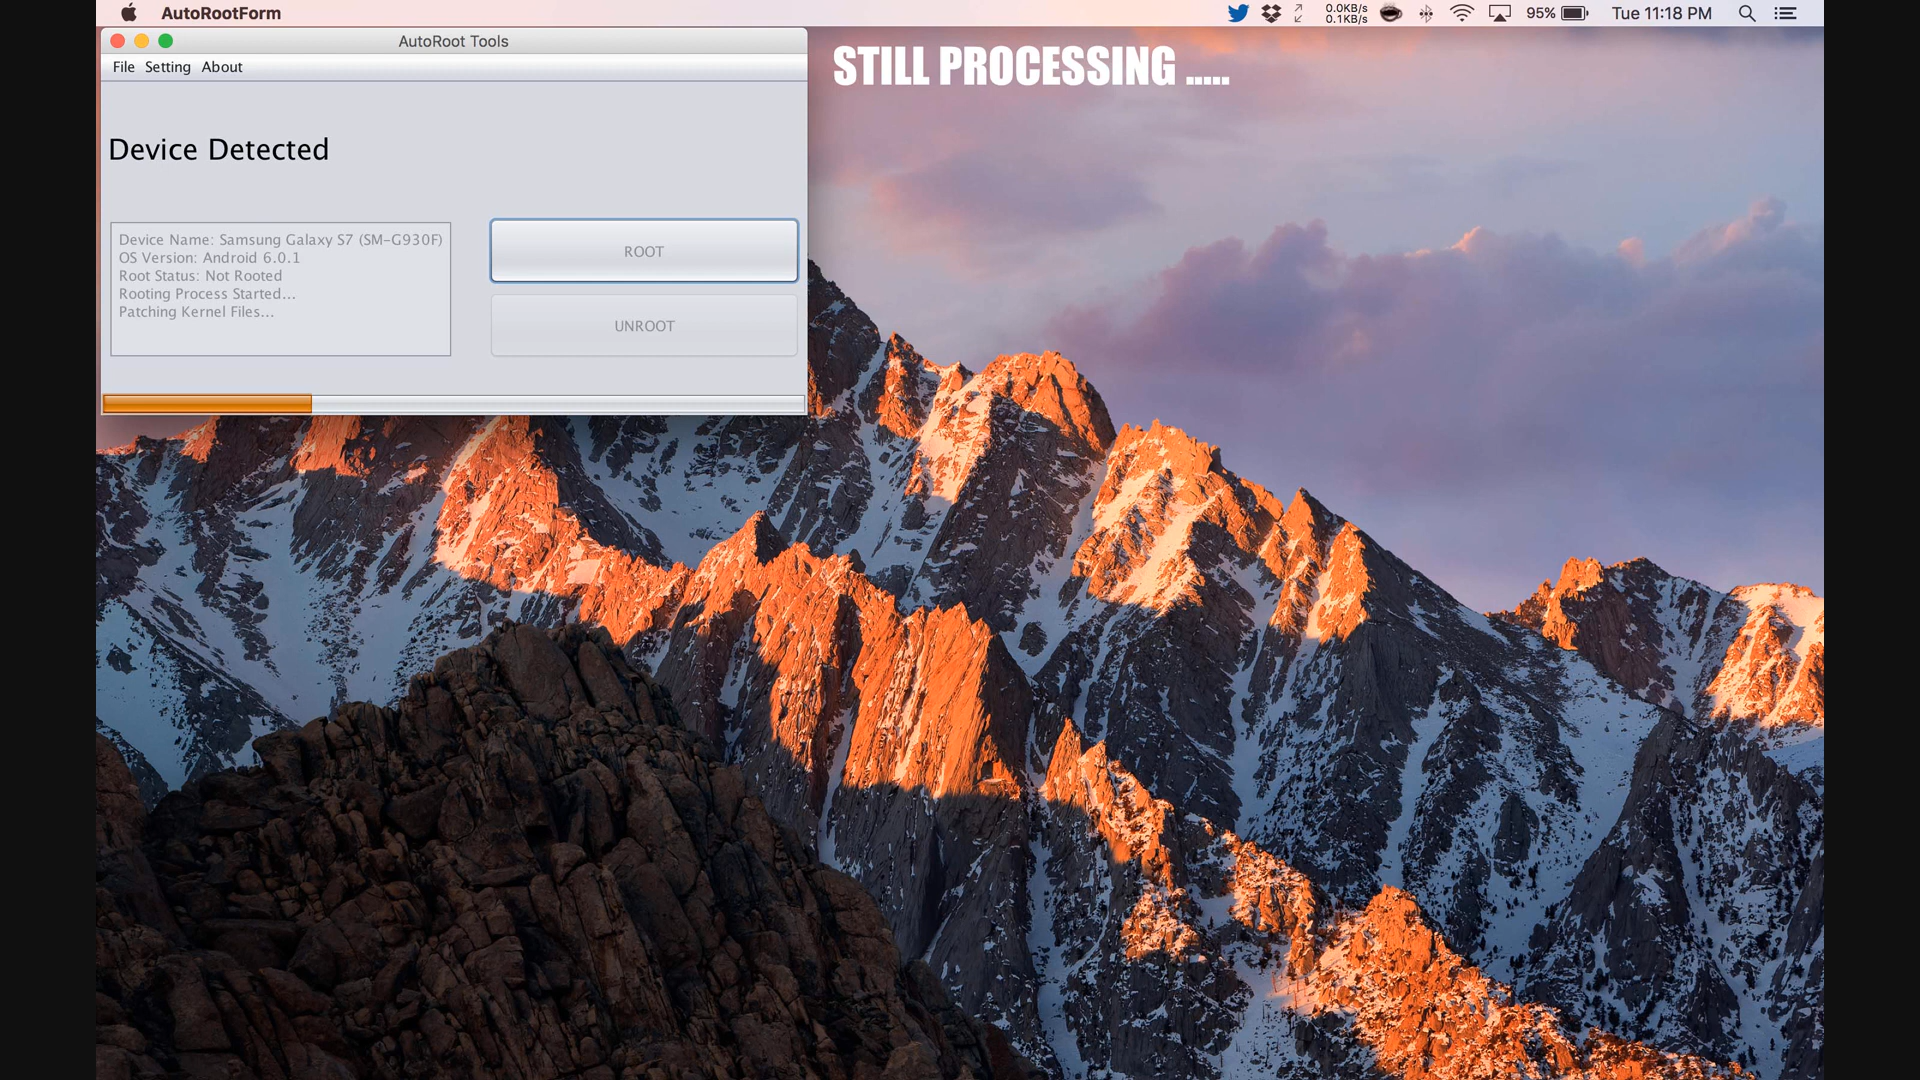 AutoRootForm
0.0KB/s
0.1KB/s
95%
Tue 11:18 PM
AutoRoot Tools
File Setting About
STILL PROCESSING .....
Device Detected
Device Name: Samsung Galaxy S7 (SM-G930F)
OS Version: Android 6.0.1
Root Status: Not Rooted
Rooting Process Started...
Patching Kernel Files...
ROOT
UNROOT